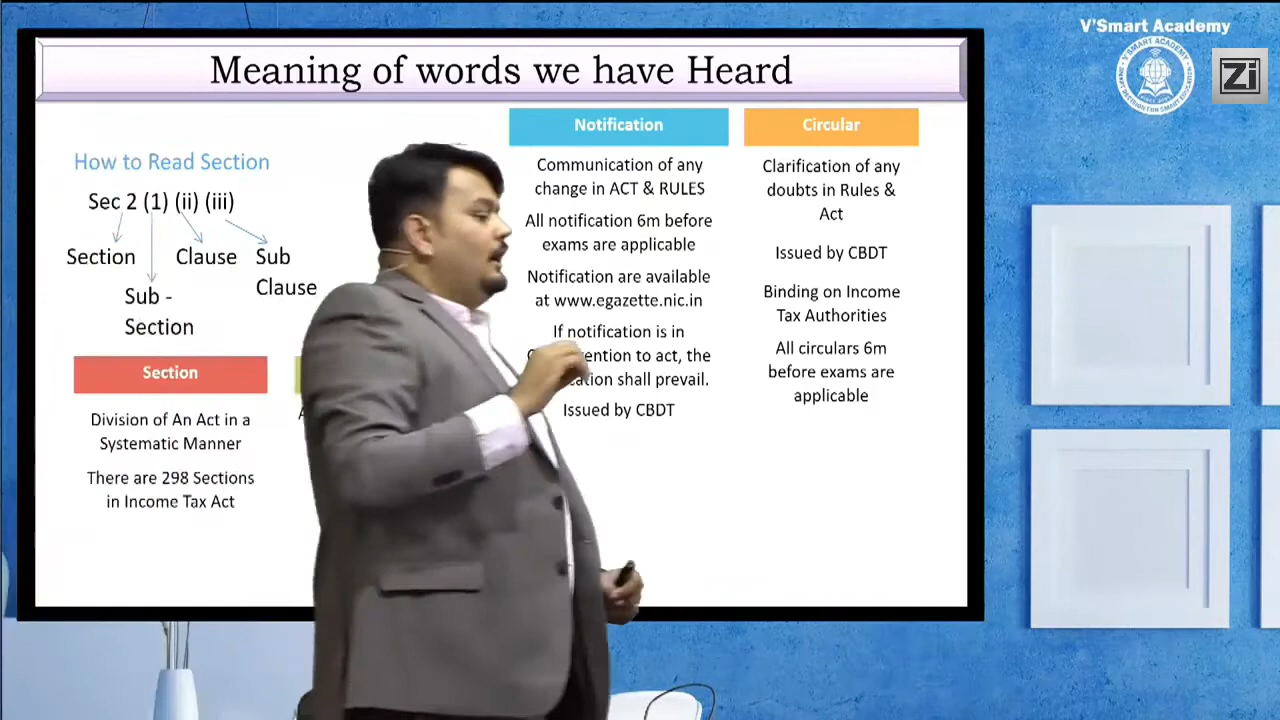 V'Smart Academy
Zi
Meaning of words we have Heard
How to Read Section
Sec 2 (1) (ii) (iii)
Section
Clause
Sub
Clause
Sub -
Section
Section
Division of An Act in a
Systematic Manner
There are 298 Sections
in Income Tax Act
A
Notification
Communication of any
change in ACT & RULES
All notification 6m before
exams are applicable
Notification are available
at www.egazette.nic.in
If notification is in
to act, the
shall prevail.
Issued by CBDT
Circular
Clarification of any
doubts in Rules &
Act
Issued by CBDT
Binding on Income
Tax Authorities
All circulars 6m
before exams are
applicable